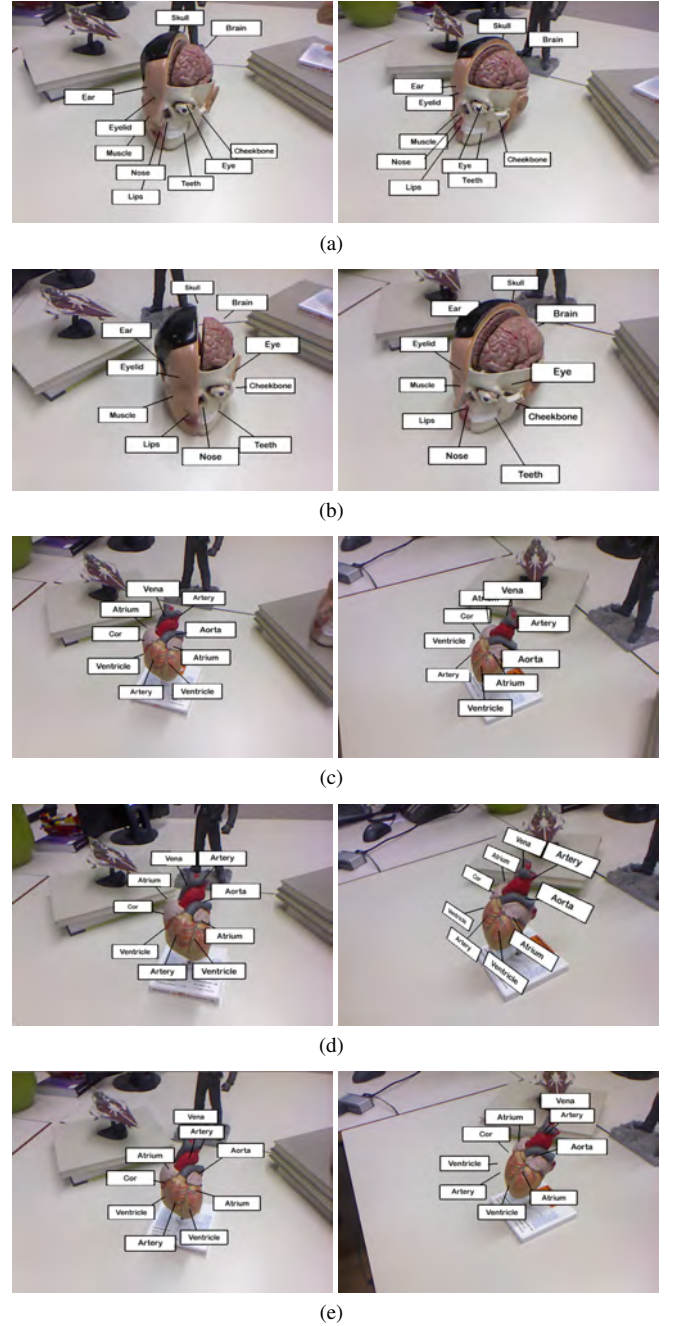 Skull
Brain
Ear
Eyelid
Muscle
Cheekbone
Nose
Eye
Teeth
Lips
Skull
Brain
Ear
Eyelid
Muscle
Nose
Eye
Cheekbone
Teeth
Lips
(a)
Skull
Brain
Ear
Eye
Eyelid
Cheekbone
Muscle
Lips
Teeth
Nose
Skull
Ear
Brain
Eyelid
Eye
Muscle
Cheekbone
Lips
Nose
Teeth
(b)
Vena
Artery
Atrium
Cor
Aorta
Ventricle
Atrium
Artery
Ventricle
Vena
Cor
Artery
Ventricle
Aorta
Artery
Atrium
Ventricle
(c)
Vena
Artery
Atrium
Aorta
Cor
Atrium
Ventricle
Artery
Ventricle
Vena
Artery
Atrium
Cor
Aorta
Ventricle
Artery
Atrium
Ventricle
(d)
Vena
Artery
Atrium
Aorta
Cor
Atrium
Ventricle
Artery
Ventricle
Vena
Atrium
Artery
Cor
Aorta
Ventricle
Artery
Atrium
Ventricle
(e)